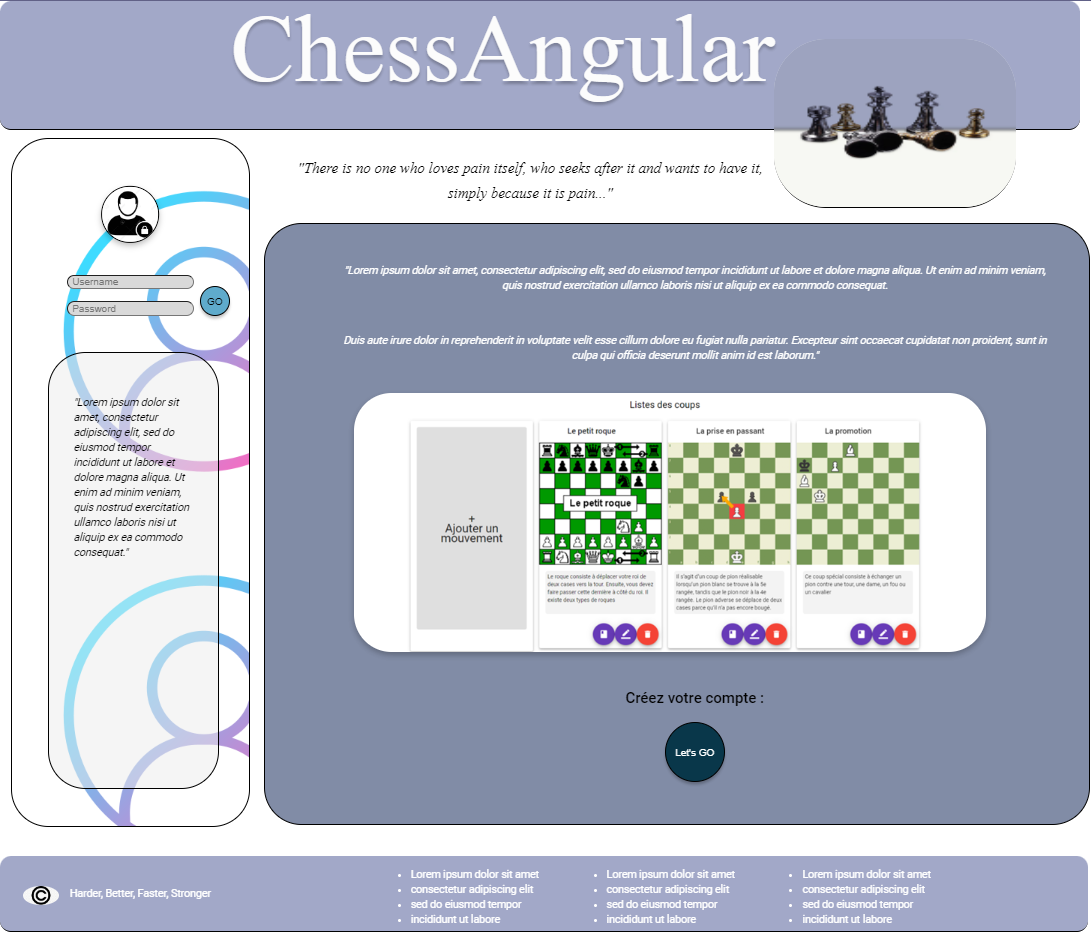 ChessAngular
"There is no one who loves pain itself, who seeks after it and wants to have it,
simply because it is pain..."
Username
Password
GO
"Lorem ipsum dolor sit
amet, consectetur
adipiscing elit, sed do
eiusmod tempor
incididunt ut labore et
dolore magna aliqua. Ut
enim ad minim veniam,
quis nostrud exercitation
ullamco laboris nisi ut
aliquip ex ea commodo
consequat."
"Lorem ipsum dolor sit amet, consectetur adipiscing elit, sed do eiusmod tempor incididunt ut labore et dolore magna aliqua. Ut enim ad minim veniam,
quis nostrud exercitation ullamco laboris nisi ut aliquip ex ea commodo consequat.
Duis aute irure dolor in reprehenderit in voluptate velit esse cillum dolore eu fugiat nulla pariatur. Excepteur sint occaecat cupidatat non proident, sunt in
culpa qui officia deserunt mollit anim id est laborum."
Listes des coups
+
Ajouter un
mouvement
Le petit roque
Le petit roque
Le roque consiste à déplacer votre roi de
deux cases vers la tout. Ensuite, vous devez
faire passer cette dernière à côté du roi. Il
existe deux types de roques.
La prise en passant
Il s'agit d'un coup de pion réalisable
lorsqu'un pion blanc se trouve à la 5e
rangée, tandis que le pion noir à la 4e
rangée. Le pion adverse se déplace de deux
cases parce qu'il n'a pas encore bougé.
La promotion
Ce coup spécial consiste à échanger un
pion contre une tour, une dame, un fou ou
un cavalier
Créez votre compte :
Let's GO
© Harder, Better, Faster, Stronger
• Lorem ipsum dolor sit amet
• consectetur adipiscing elit
• sed do eiusmod tempor
• incididunt ut labore
• Lorem ipsum dolor sit amet
• consectetur adipiscing elit
• sed do eiusmod tempor
• incididunt ut labore
• Lorem ipsum dolor sit amet
• consectetur adipiscing elit
• sed do eiusmod tempor
• incididunt ut labore